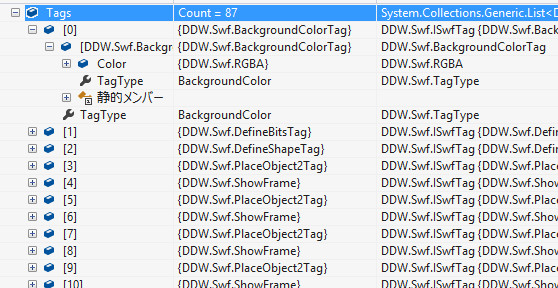 Tags Count = 87 System.Collections.Generic.List<D
[0] {DDW.Swf.BackgroundColorTag} DDW.Swf.ISwfTag {DDW.Swf.Ba
[DDW.Swf.Backgr {DDW.Swf.BackgroundColorTag} DDW.Swf.BackgroundColorTag
Color {DDW.Swf.RGBA} DDW.Swf.RGBA
TagType BackgroundColor DDW.Swf.TagType
静的メンバー
TagType BackgroundColor DDW.Swf.TagType
[1] {DDW.Swf.DefineBitsTag} DDW.Swf.ISwfTag {DDW.Swf.Defi
[2] {DDW.Swf.DefineShapeTag} DDW.Swf.ISwfTag {DDW.Swf.Defi
[3] {DDW.Swf.PlaceObject2Tag} DDW.Swf.ISwfTag {DDW.Swf.Place
[4] {DDW.Swf.ShowFrame} DDW.Swf.ISwfTag {DDW.Swf.Show
[5] {DDW.Swf.PlaceObject2Tag} DDW.Swf.ISwfTag {DDW.Swf.Place
[6] {DDW.Swf.ShowFrame} DDW.Swf.ISwfTag {DDW.Swf.Show
[7] {DDW.Swf.PlaceObject2Tag} DDW.Swf.ISwfTag {DDW.Swf.Place
[8] {DDW.Swf.ShowFrame} DDW.Swf.ISwfTag {DDW.Swf.Show
[9] {DDW.Swf.PlaceObject2Tag} DDW.Swf.ISwfTag {DDW.Swf.Place
[10] {DDW.Swf.ShowFrame} DDW.Swf.ISwfTag {DDW.Swf.Show